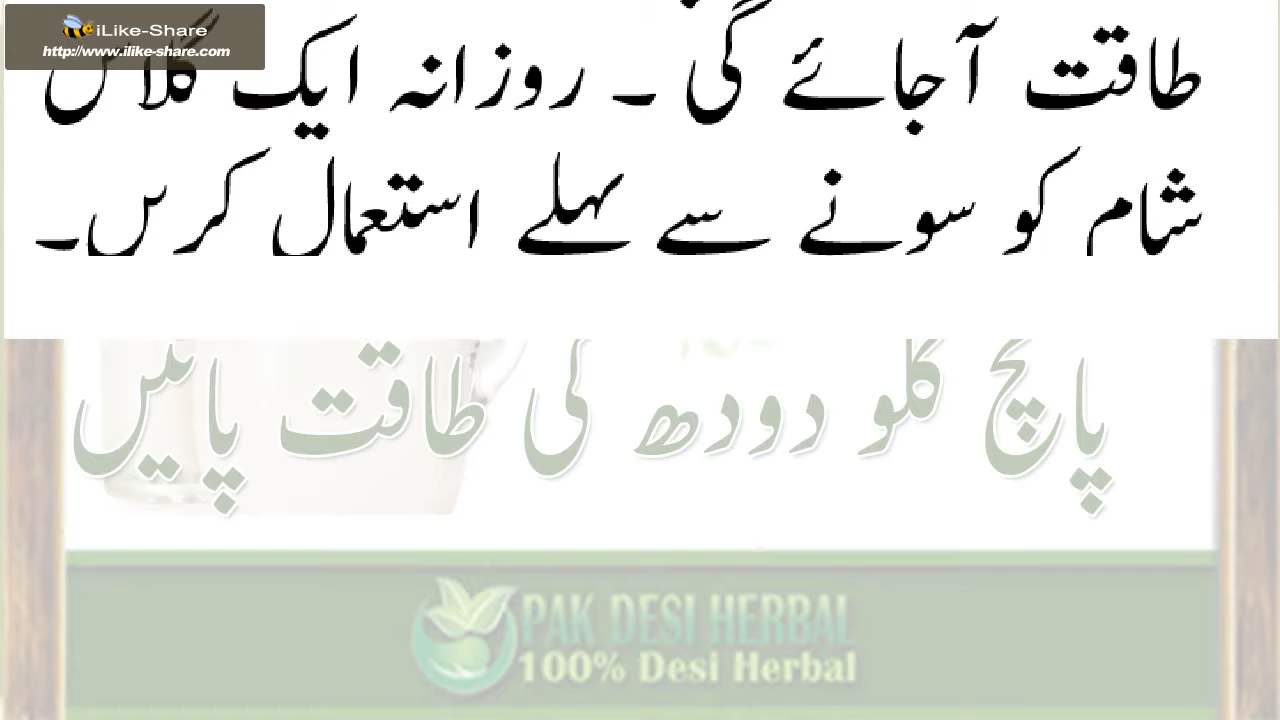 iLike-Share
http://www.ilike-share.com
طاقت آجائے گی ۔ روزانہ ایک گلاس
شام کو سونے سے پہلے استعمال کریں۔
پانچ کلو دودھ کی طاقت پائیں
PAK DESI HERBAL
100% Desi Herbal